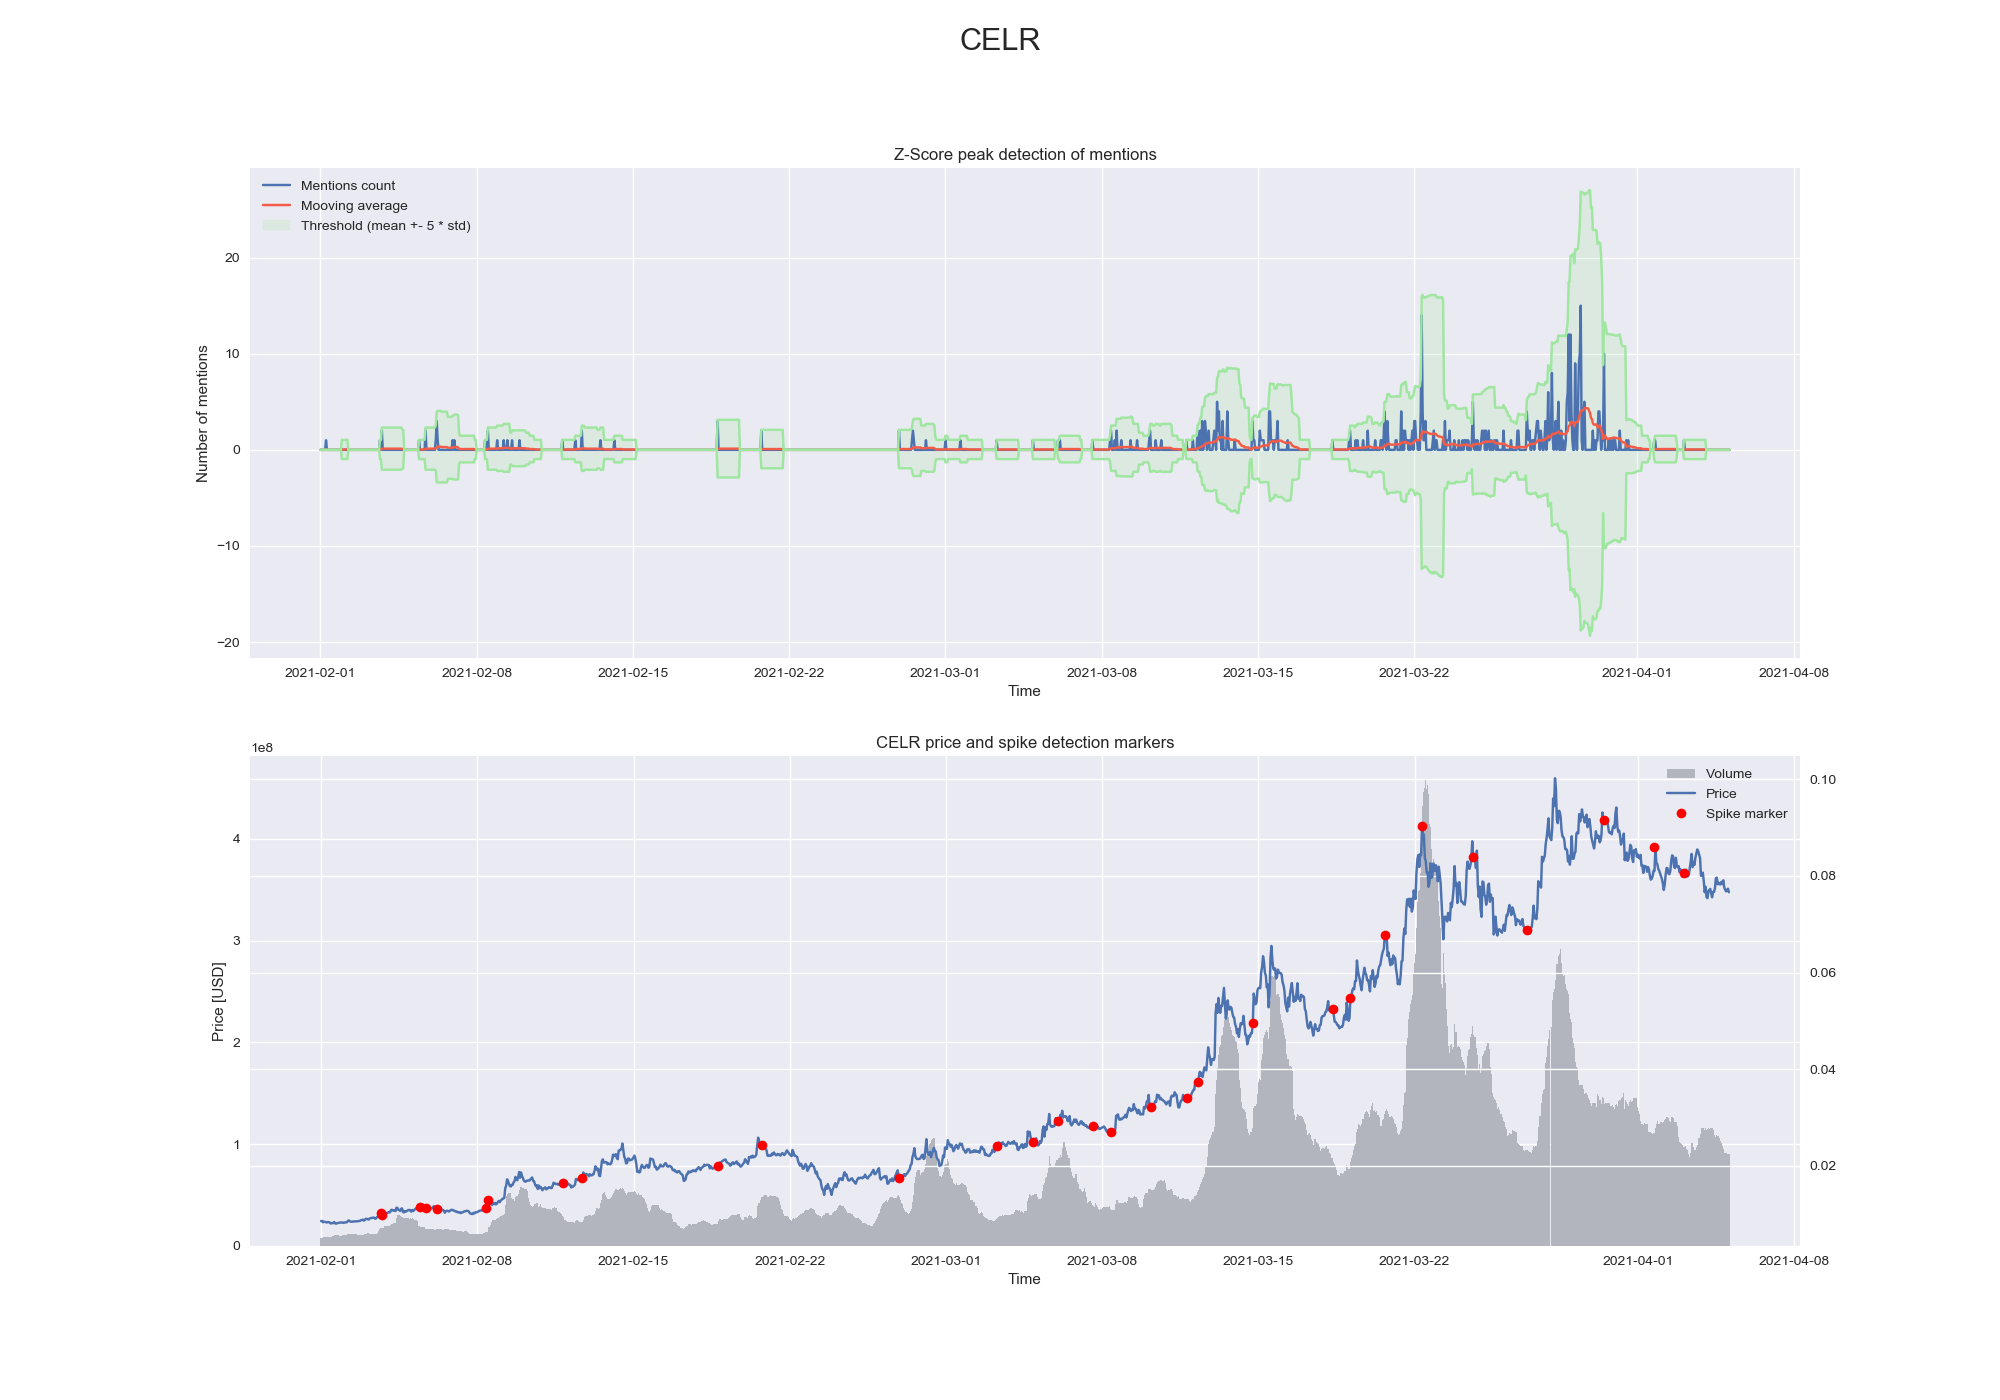 CELR
Z-Score peak detection of mentions
Mentions count
Mooving average
Threshold (mean +- 5 * std)
Number of mentions
20
10
0
−10
−20
2021-02-01 2021-02-08 2021-02-15 2021-02-22 2021-03-01 2021-03-08 2021-03-15 2021-03-22 2021-04-01 2021-04-08
Time
CELR price and spike detection markers
1e8
Volume
Price
Spike marker
Price [USD]
4
3
2
1
0
0.10
0.08
0.06
0.04
0.02
2021-02-01 2021-02-08 2021-02-15 2021-02-22 2021-03-01 2021-03-08 2021-03-15 2021-03-22 2021-04-01 2021-04-08
Time